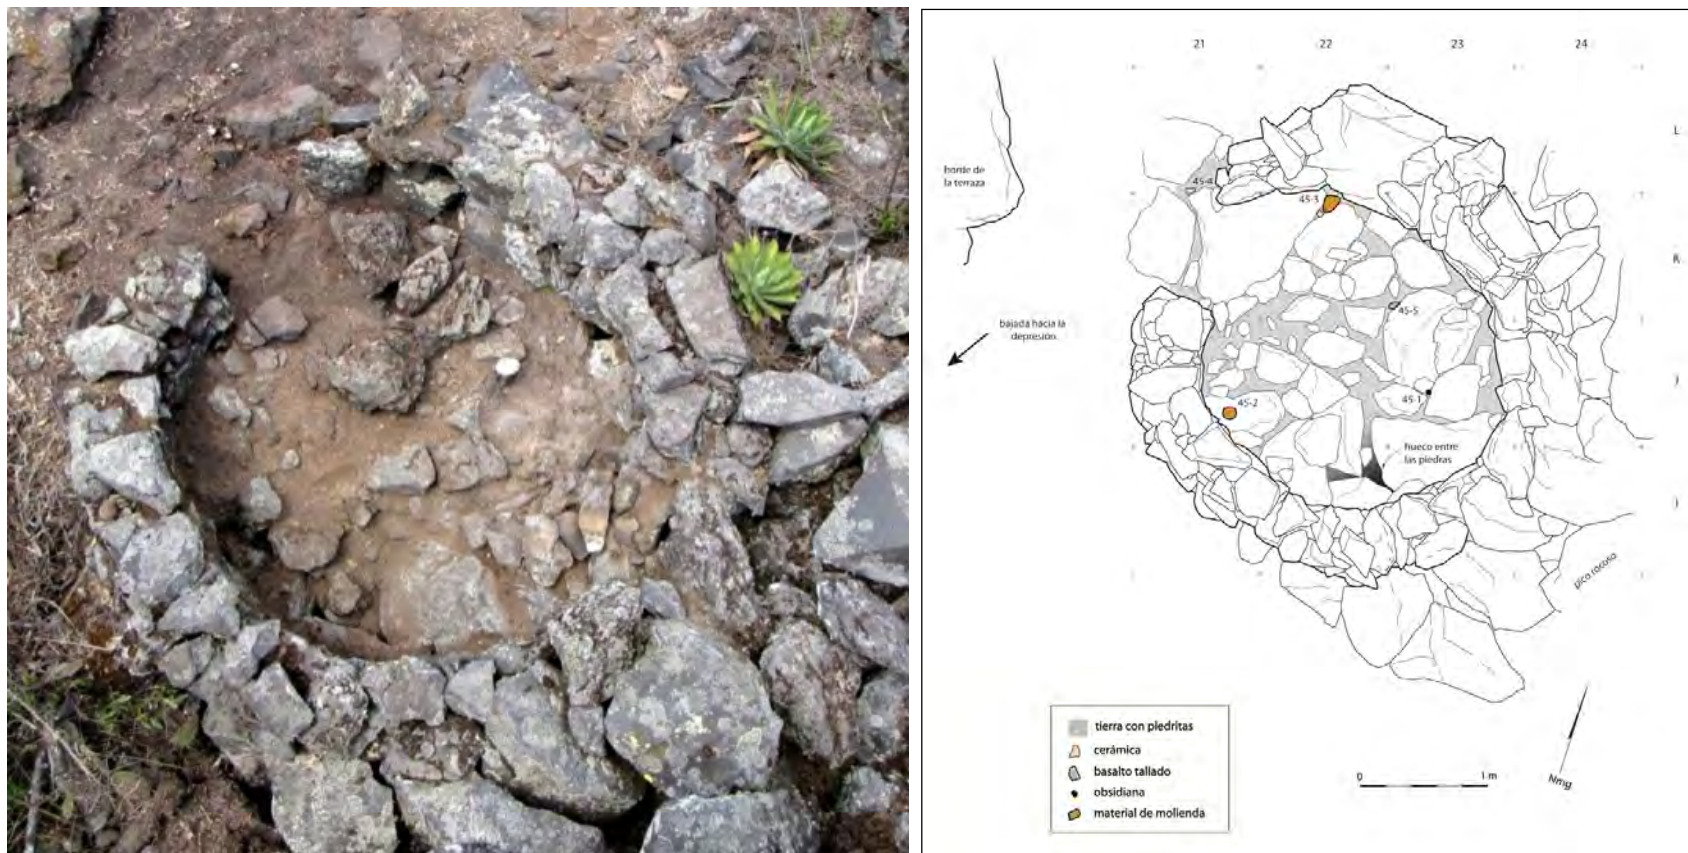 21 22 23 24
L
45-4
borde de
la terraza
45-3
K
45-5
bajada hacia la
depresión
J
45-1
45-2
hueco entre
las piedras
pico rocoso
tierra con piedritas
cerámica
basalto tallado
obsidiana
material de molienda
0 1 m
Nmg